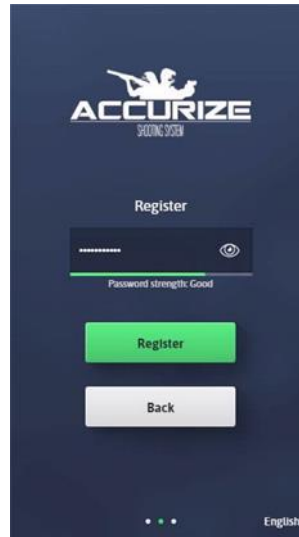 ACCURIZE
SHOOTING SYSTEM
Register
Password strength: Good
Register
Back
English